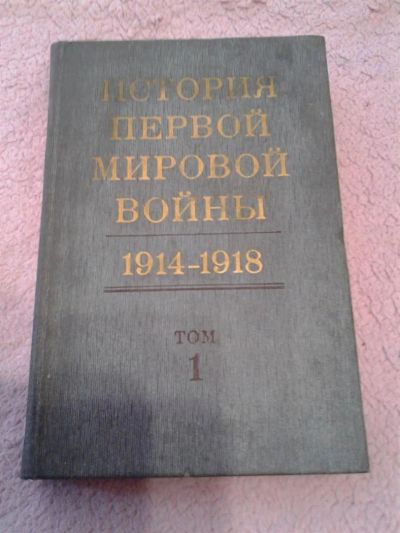 ИСТОРИЯ
ПЕРВОЙ
МИРОВОЙ
ВОЙНЫ
1914-1918
ТОМ
1